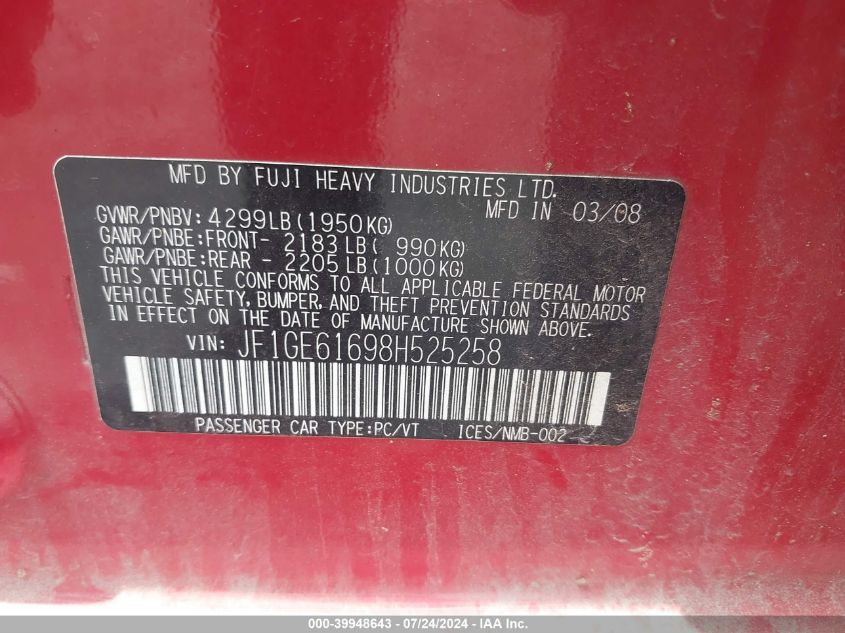 MFD BY FUJI HEAVY INDUSTRIES LTD.
MFD IN 03/08
GVWR/PNBV: 4299LB(1950KG)
GAWR/PNBE:FRONT- 2183LB( 990KG)
GAWR/PNBE:REAR - 2205LB(1000KG)
THIS VEHICLE CONFORMS TO ALL APPLICABLE FEDERAL MOTOR
VEHICLE SAFETY, BUMPER, AND THEFT PREVENTION STANDARDS
IN EFFECT ON THE DATE OF MANUFACTURE SHOWN ABOVE.
VIN: JF1GE61698H525258
PASSENGER CAR TYPE:PC/VT ICES/NMB-002
000-39948643 - 07/24/2024 - IAA Inc.